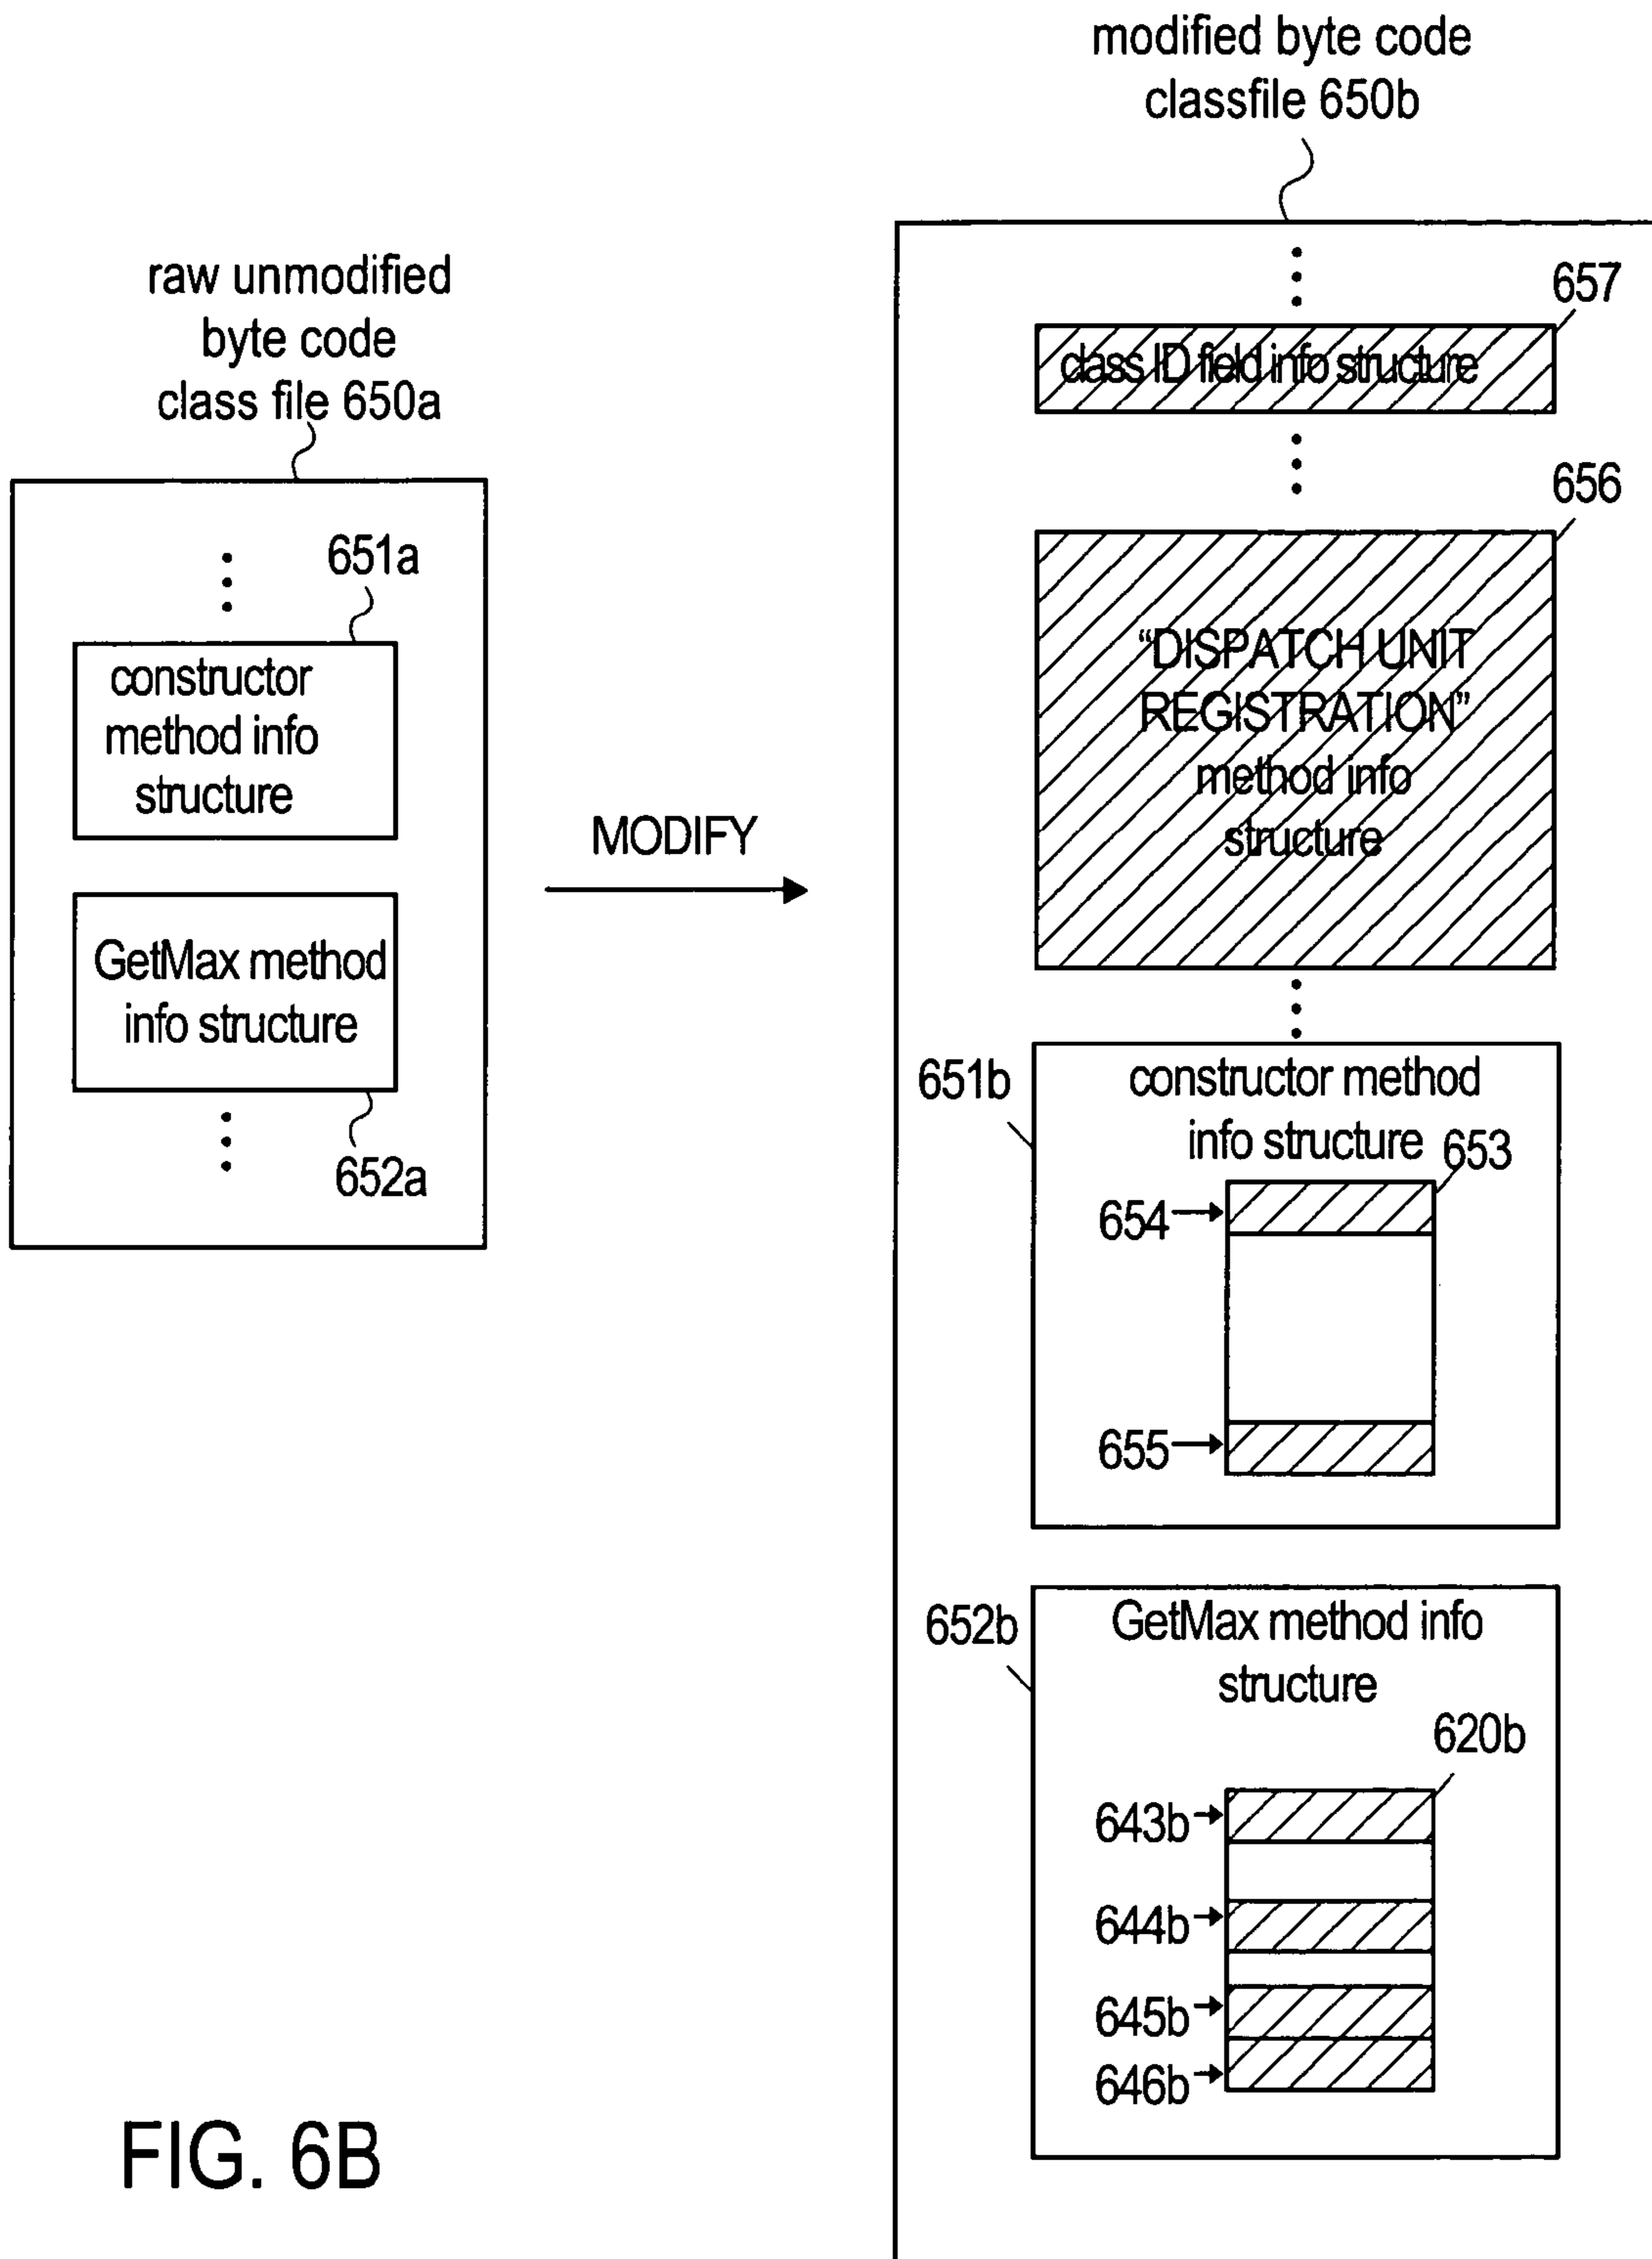 modified byte code
classfile 650b
raw unmodified
byte code
class file 650a
651a
constructor
method info
structure
GetMax method
info structure
652a
MODIFY
657
class ID field info structure
656
“DISPATCH UNIT
REGISTRATION”
method info
structure
651b
constructor method
info structure
653
654
655
652b
GetMax method info
structure
620b
643b
644b
645b
646b
FIG. 6B